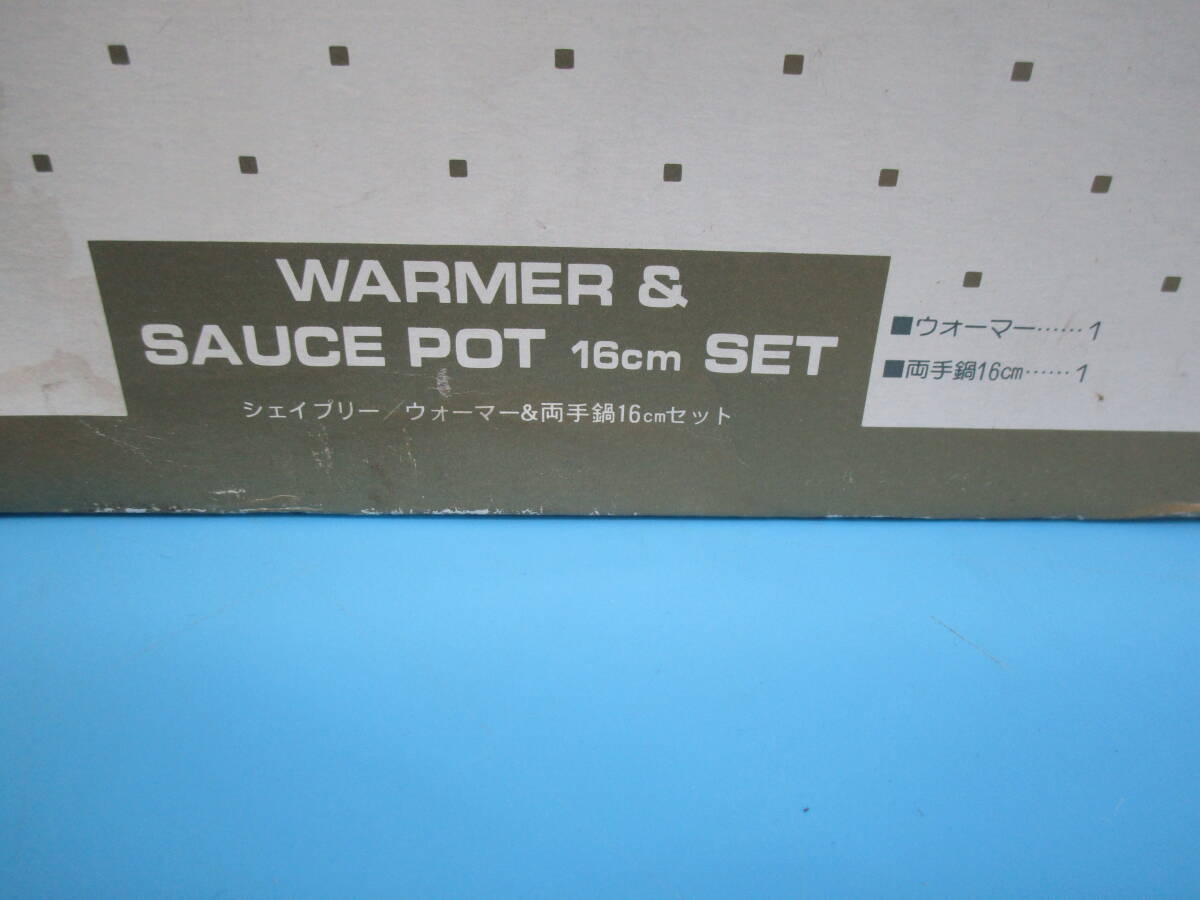 WARMER &
SAUCE POT 16cm SET
シェイプリー/ウォーマー&両手鍋16cmセット
■ウォーマー……1
■両手鍋16cm……1